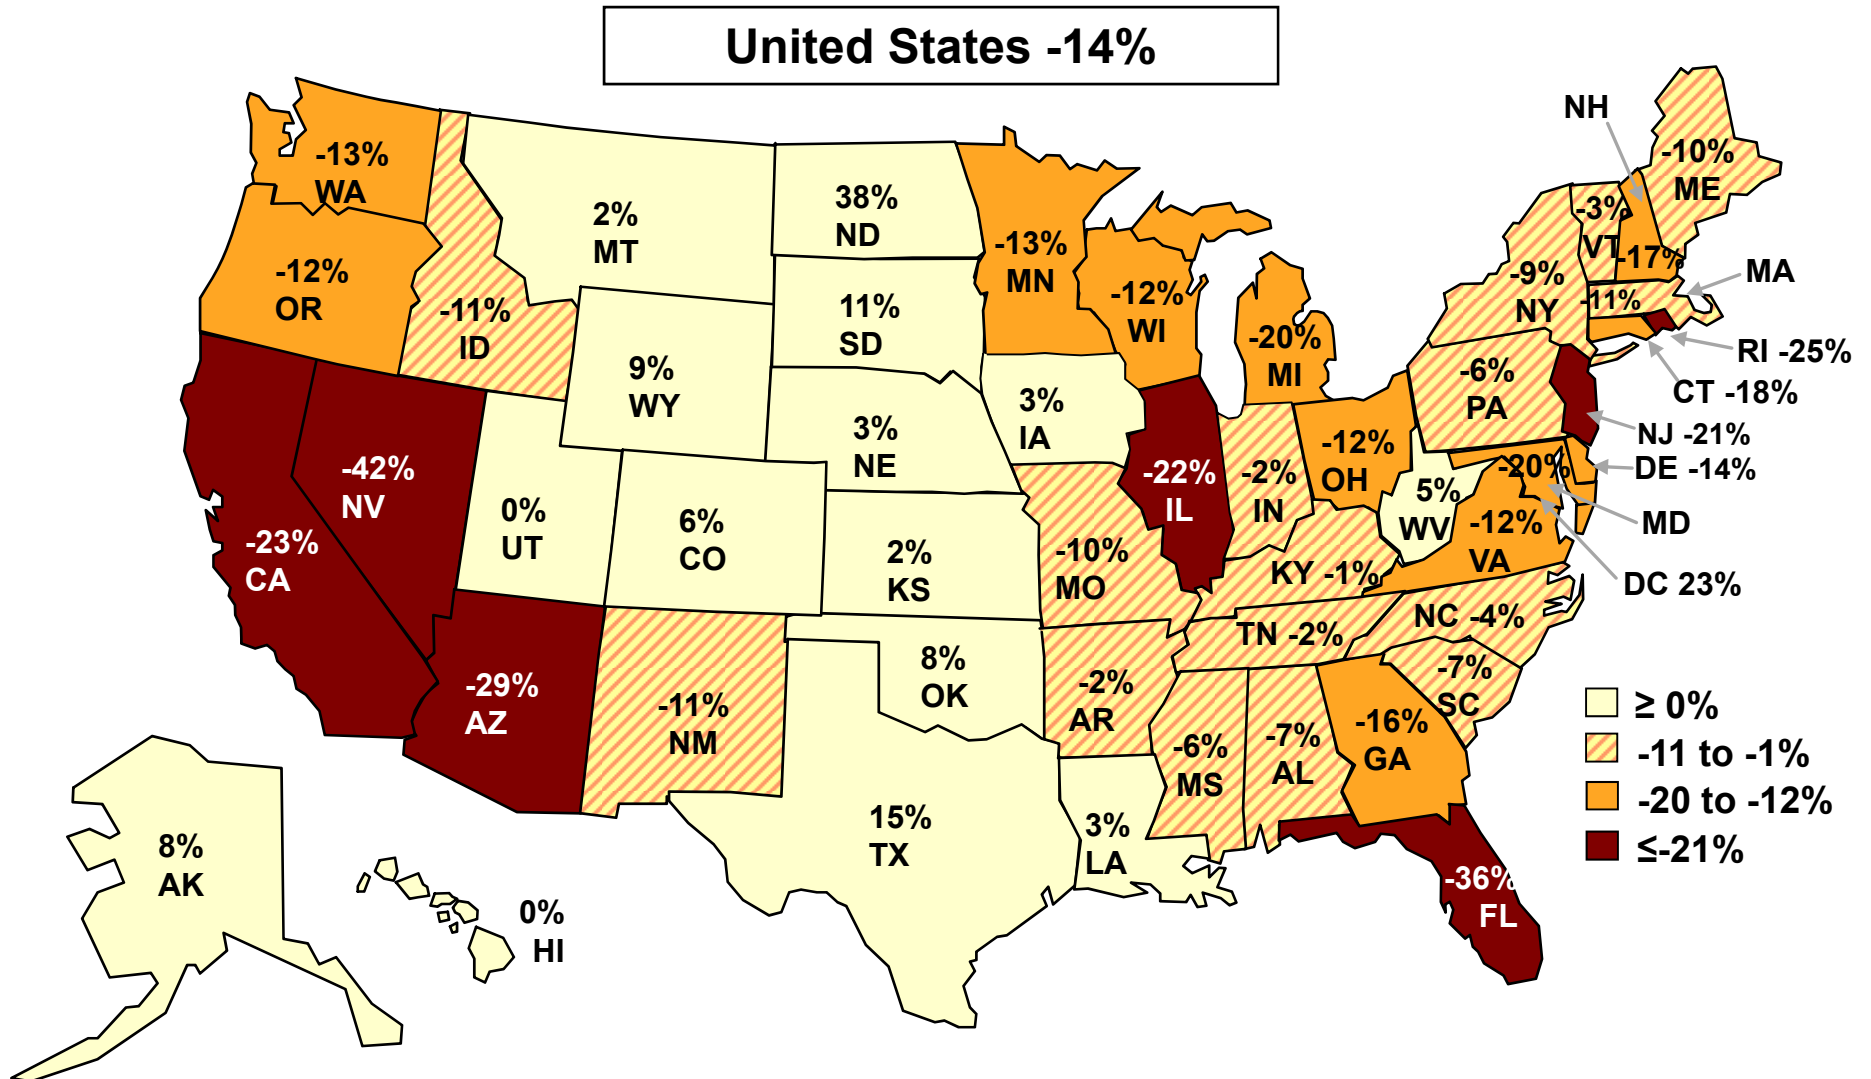 United States -14%
-13%
WA
-12%
OR
-11%
ID
2%
MT
38%
ND
-13%
MN
11%
SD
9%
WY
-12%
WI
-20%
MI
3%
IA
3%
NE
-42%
NV
-23%
CA
0%
UT
6%
CO
2%
KS
-22%
IL
-2%
IN
-12%
OH
-10%
MO
KY -1%
5%
WV
-12%
VA
-20%
-6%
PA
-9%
NY
-3%
VT
-17%
-11%
-10%
ME
NH
MA
RI -25%
CT -18%
NJ -21%
DE -14%
MD
DC 23%
NC -4%
TN -2%
-7%
SC
-29%
AZ
-11%
NM
8%
OK
-2%
AR
-6%
MS
-7%
AL
-16%
GA
15%
TX
3%
LA
-36%
FL
8%
AK
0%
HI
≥ 0%
-11 to -1%
-20 to -12%
≤-21%